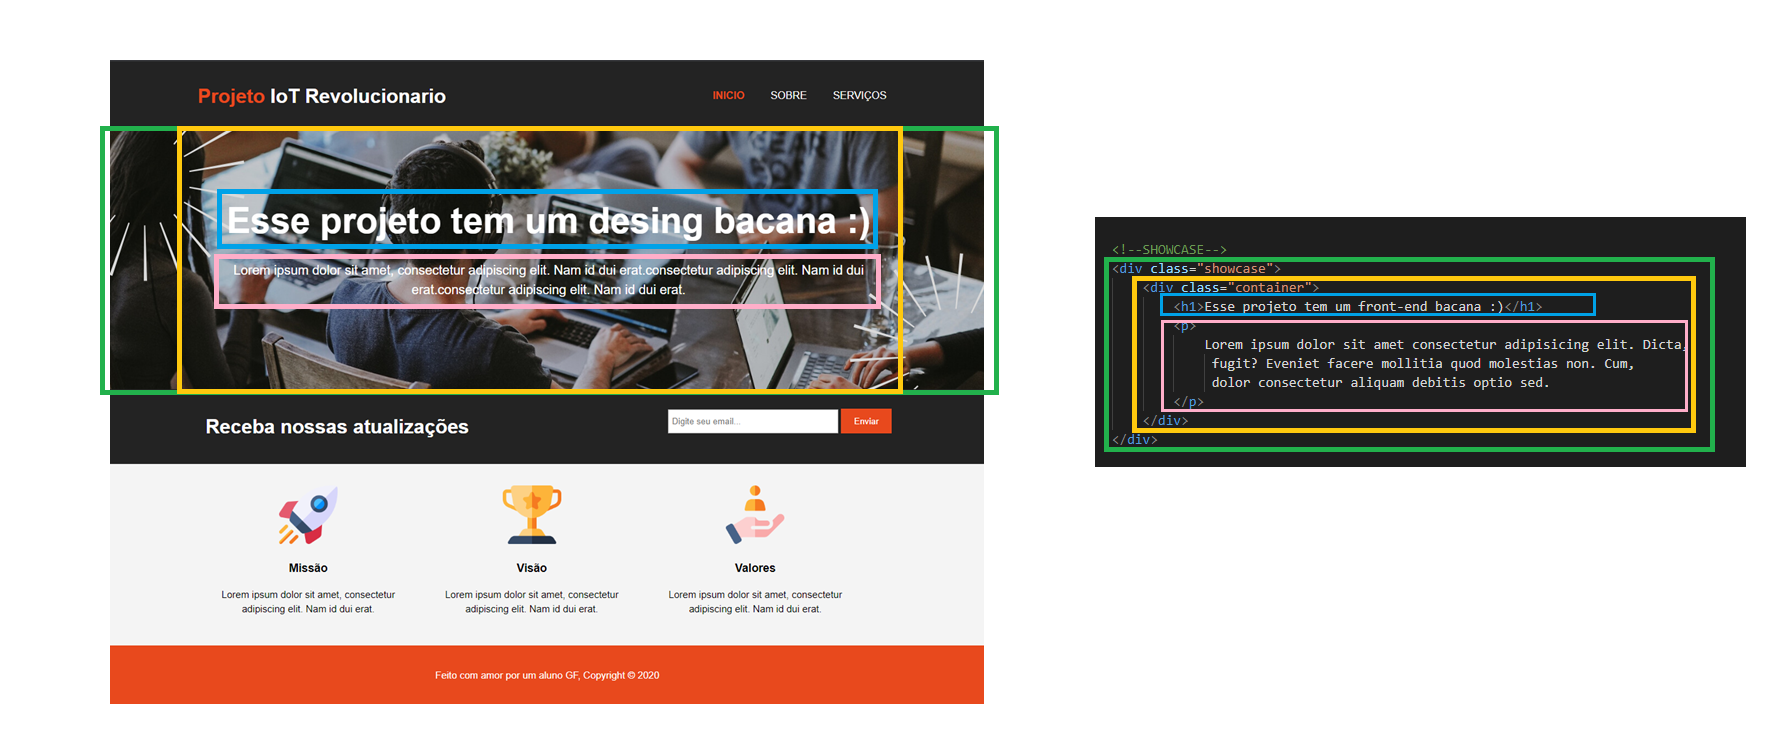 Projeto IoT Revolucionario
INICIO SOBRE SERVIÇOS
Esse projeto tem um desing bacana :)
Lorem ipsum dolor sit amet, consectetur adipiscing elit. Nam id dui erat.consectetur adipiscing elit. Nam id dui
erat.consectetur adipiscing elit. Nam id dui erat.
Receba nossas atualizações
Digite seu email... Enviar
Missão Visão Valores
Lorem ipsum dolor sit amet, consectetur
adipiscing elit. Nam id dui erat.
Lorem ipsum dolor sit amet, consectetur
adipiscing elit. Nam id dui erat.
Lorem ipsum dolor sit amet, consectetur
adipiscing elit. Nam id dui erat.
Feito com amor por um aluno GF, Copyright © 2020
<!--SHOWCASE-->
<div class="showcase">
<div class="container">
<h1>Esse projeto tem um front-end bacana :)</h1>
<p>
Lorem ipsum dolor sit amet consectetur adipisicing elit. Dicta,
fugit? Eveniet facere mollitia quod molestias non. Cum,
dolor consectetur aliquam debitis optio sed.
</p>
</div>
</div>